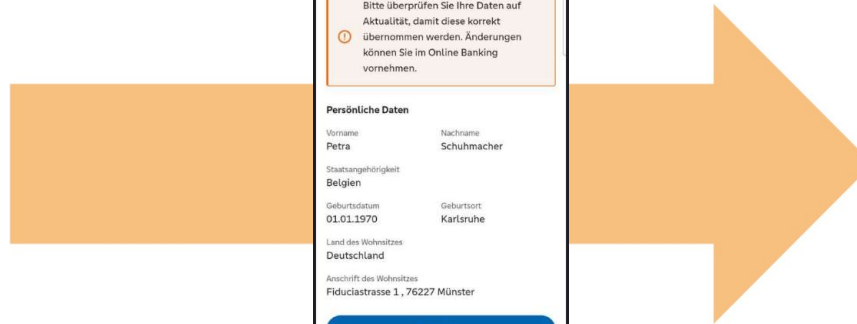 Bitte überprüfen Sie Ihre Daten auf
Aktualität, damit diese korrekt
übernommen werden. Änderungen
können Sie im Online Banking
vornehmen.
Persönliche Daten
Vorname Nachname
Petra Schuhmacher
Staatsangehörigkeit
Belgien
Geburtsdatum Geburtsort
01.01.1970 Karlsruhe
Land des Wohnsitzes
Deutschland
Anschrift des Wohnsitzes
Fiduciastrasse 1 , 76227 Münster